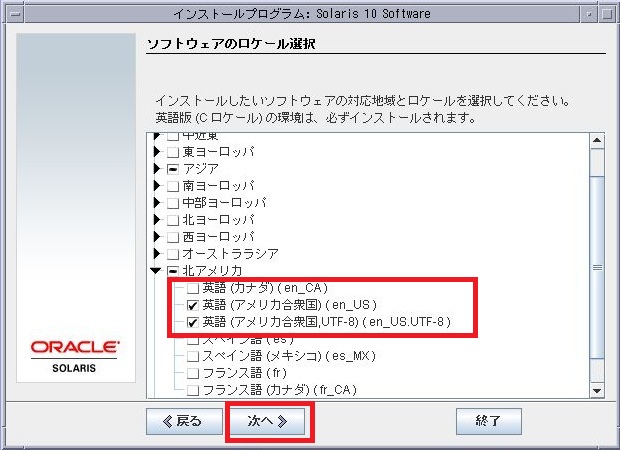 インストールプログラム: Solaris 10 Software
ソフトウェアのロケール選択
インストールしたいソフトウェアの対応地域とロケールを選択してください。
英語版 (C ロケール) の環境は、必ずインストールされます。
中近東
東ヨーロッパ
アジア
南ヨーロッパ
中部ヨーロッパ
北ヨーロッパ
西ヨーロッパ
オーストララシア
北アメリカ
英語 (カナダ) ( en_CA )
英語 (アメリカ合衆国) ( en_US )
英語 (アメリカ合衆国,UTF-8) ( en_US.UTF-8 )
スペイン語 ( es )
スペイン語 (メキシコ) ( es_MX )
フランス語 ( fr )
フランス語 (カナダ) ( fr_CA )
ORACLE
SOLARIS
戻る
次へ
終了